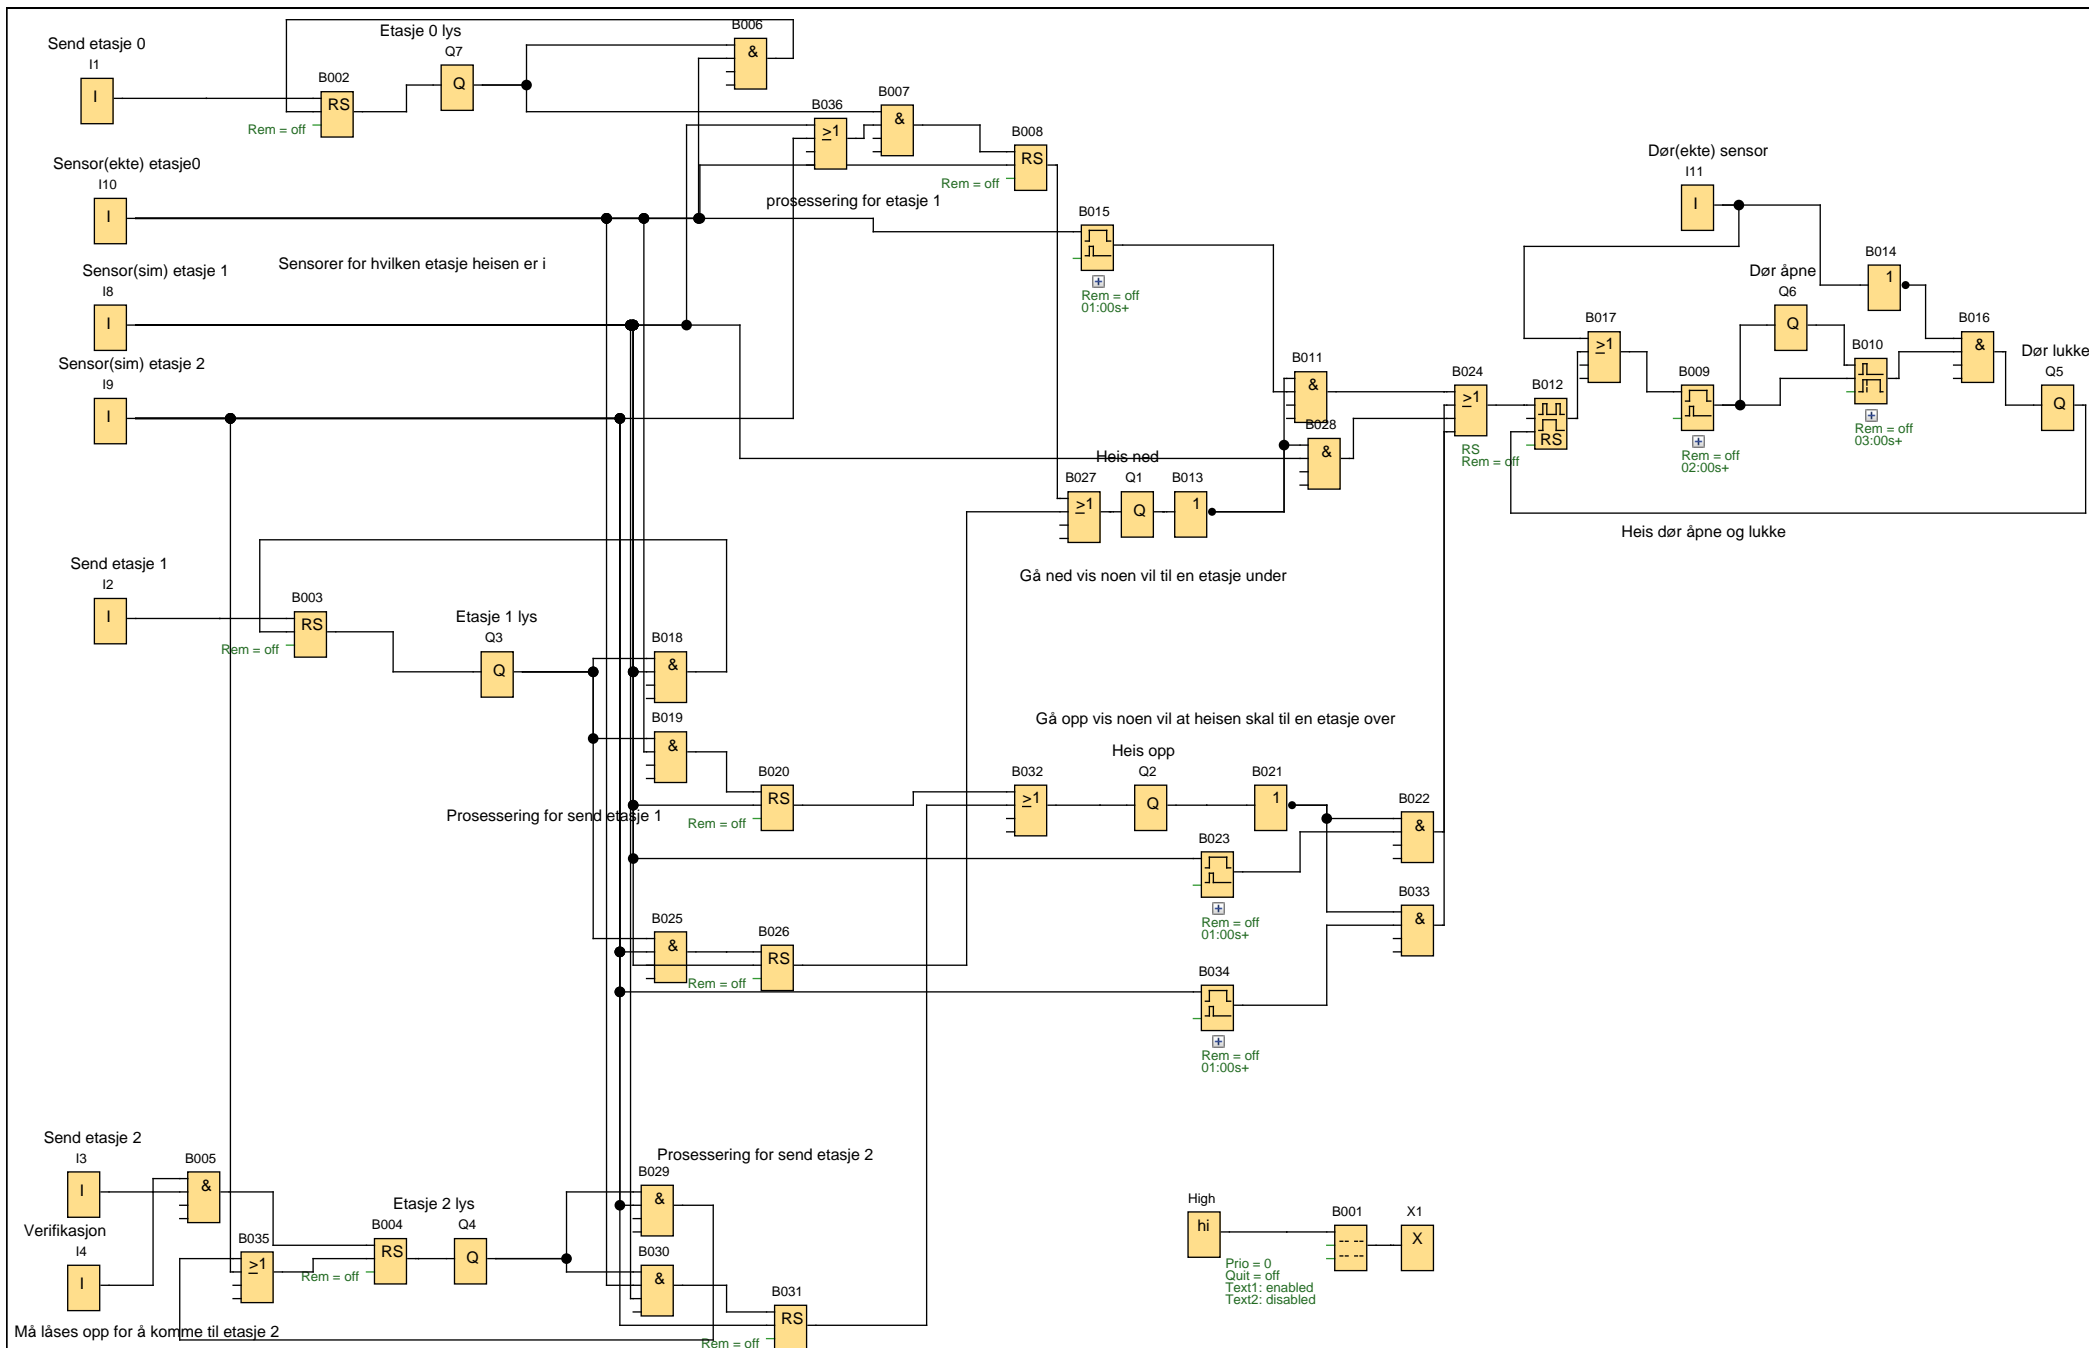 Send etasje 0
I1
I
B002
RS
Rem = off
Etasje 0 lys
Q7
Q
B006
&
B036
≥1
B007
&
B008
RS
Rem = off
Sensor(ekte) etasje0
I10
I
prosessering for etasje 1
Sensorer for hvilken etasje heisen er i
B015
Rem = off
01:00s+
Sensor(sim) etasje 1
I8
I
Sensor(sim) etasje 2
I9
I
Dør(ekte) sensor
I11
I
B014
1
Dør åpne
Q6
Q
B017
≥1
B016
&
B010
Rem = off
03:00s+
Dør lukke
Q5
Q
B011
&
B024
≥1
RS
Rem = off
B012
RS
B009
Rem = off
02:00s+
B028
&
Heis ned
B027
≥1
Q1
Q
B013
1
Heis dør åpne og lukke
Gå ned vis noen vil til en etasje under
Send etasje 1
I2
I
B003
RS
Rem = off
Etasje 1 lys
Q3
Q
B018
&
B019
&
B020
RS
Rem = off
Prosessering for send etasje 1
Gå opp vis noen vil at heisen skal til en etasje over
Heis opp
B032
≥1
Q2
Q
B021
1
B022
&
B023
Rem = off
01:00s+
B033
&
B025
&
B026
RS
Rem = off
B034
Rem = off
01:00s+
Send etasje 2
I3
I
B005
&
Verifikasjon
I4
I
B035
≥1
B004
RS
Rem = off
Etasje 2 lys
Q4
Q
Prosessering for send etasje 2
B029
&
B030
&
B031
RS
Rem = off
Må låses opp for å komme til etasje 2
High
hi
B001
X1
X
Prio = 0
Quit = off
Text1: enabled
Text2: disabled